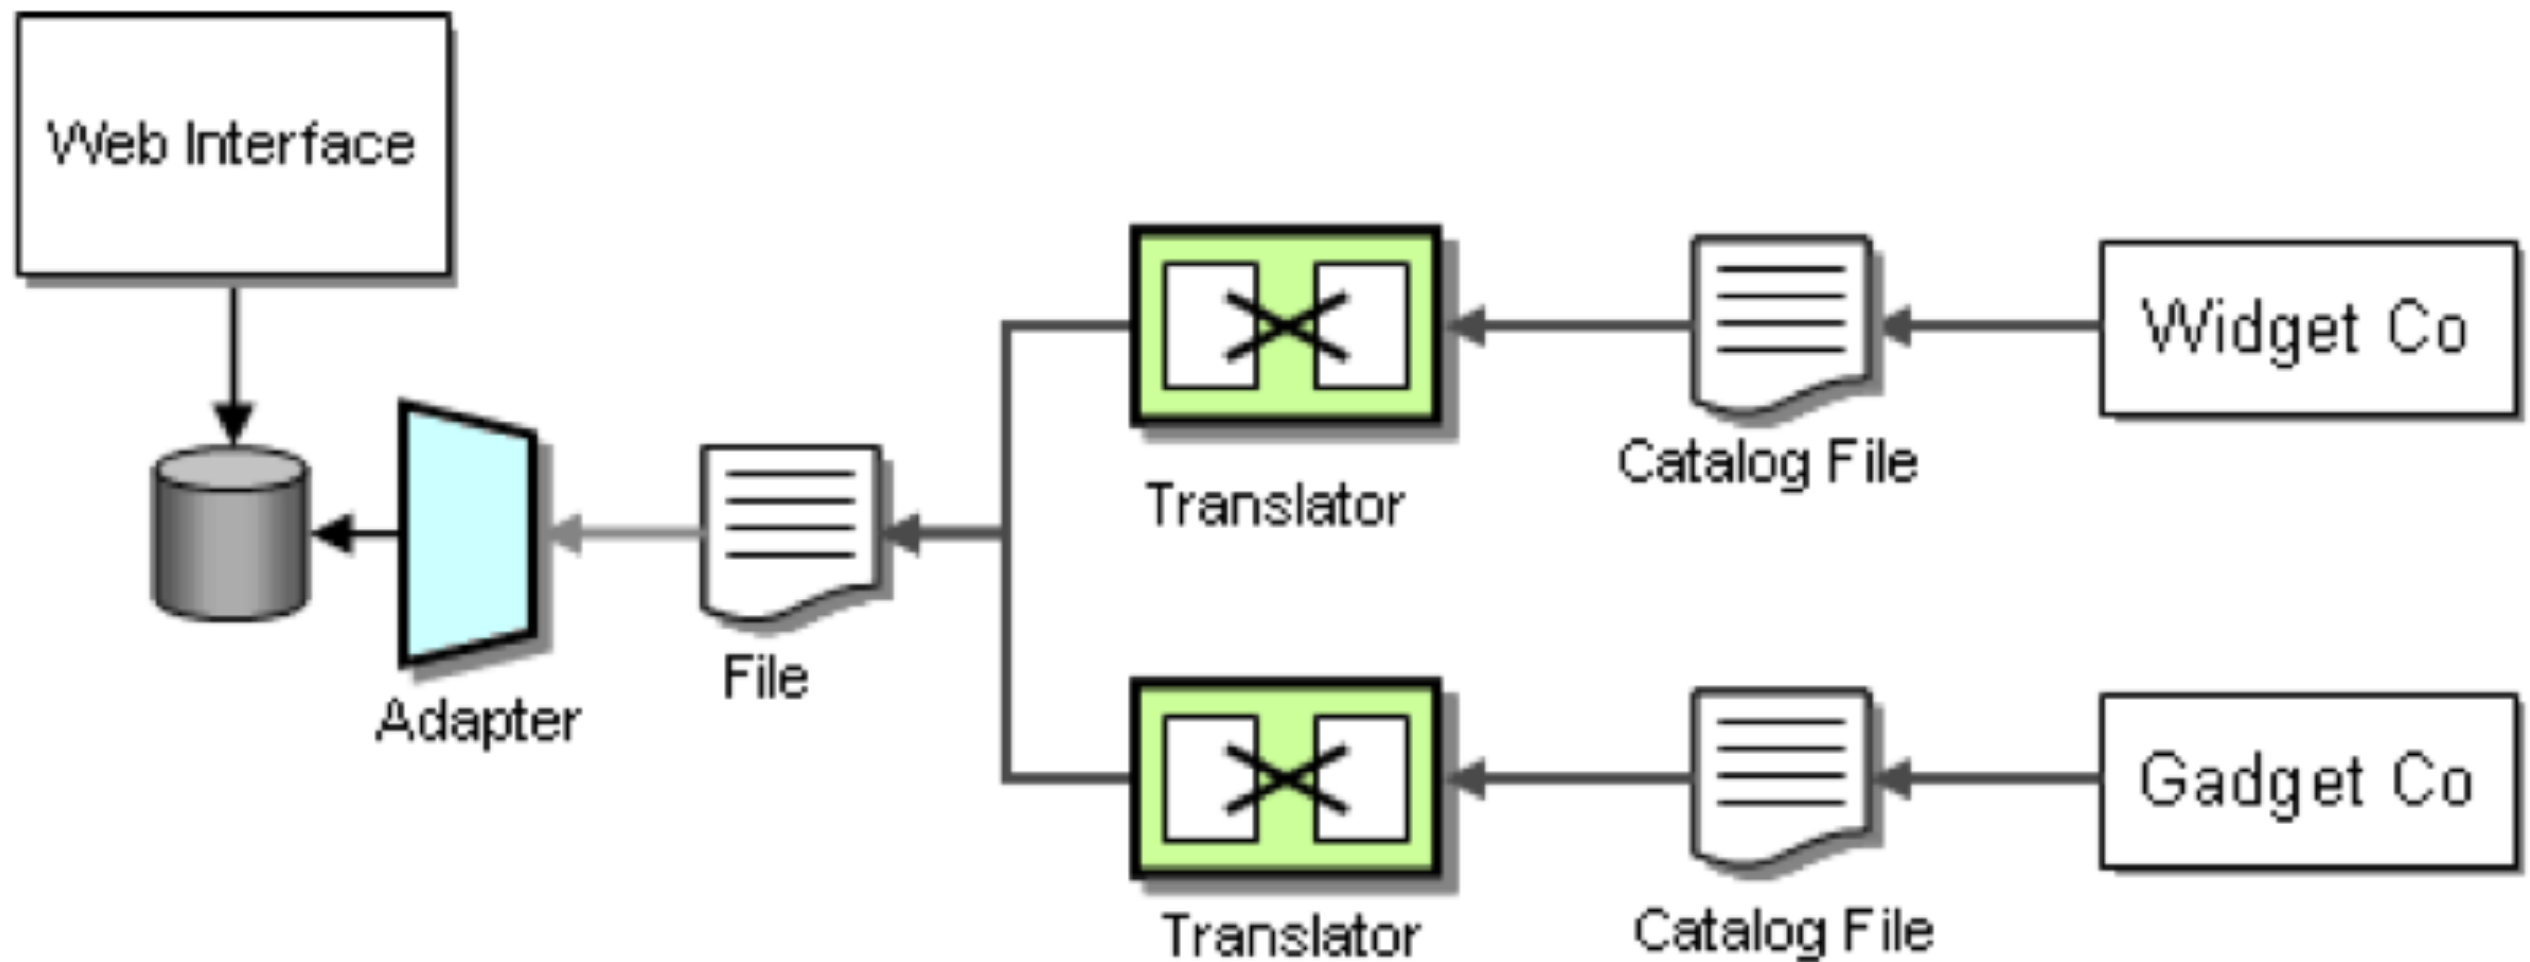 Web Interface
Widget Co
Catalog File
Translator
File
Adapter
Gadget Co
Catalog File
Translator